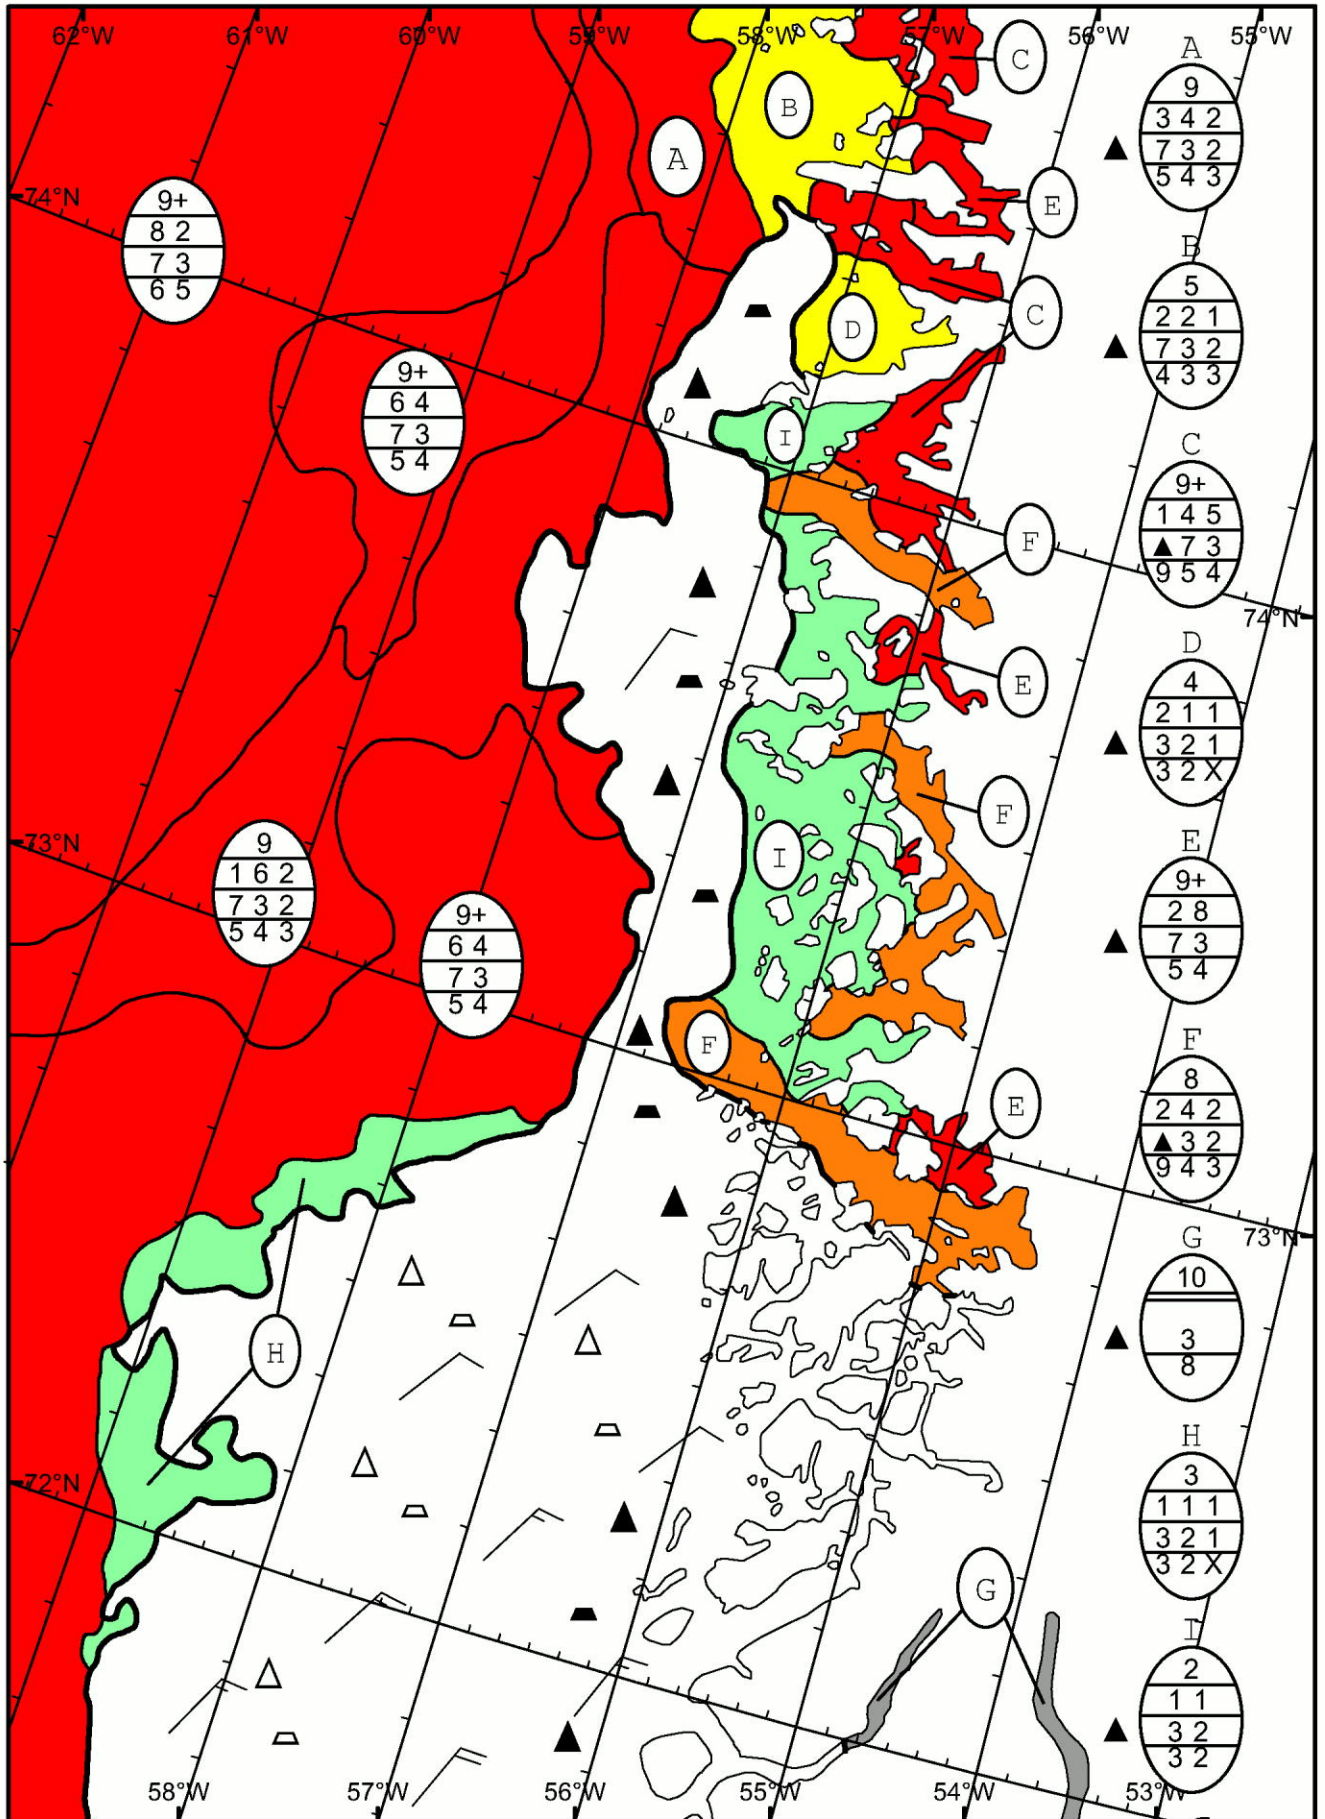 62°W 61°W 60°W 59°W 58°W 57°W 56°W 55°W
C
A
9
3 4 2
7 3 2
5 4 3
B
A
74°N
9+
8 2
7 3
6 5
E
B
5
2 2 1
7 3 2
4 3 3
C
D
9+
6 4
7 3
5 4
I
C
9+
1 4 5
7 3
9 5 4
F
74°N
E
D
4
2 1 1
3 2 1
3 2 X
F
73°N
9
1 6 2
7 3 2
5 4 3
I
E
9+
2 8
7 3
5 4
9+
6 4
7 3
5 4
F
F
8
2 4 2
3 2
9 4 3
E
73°N
G
10
3
8
H
H
3
1 1 1
3 2 1
3 2 X
72°N
G
I
2
1 1
3 2
3 2
58°W 57°W 56°W 55°W 54°W 53°W